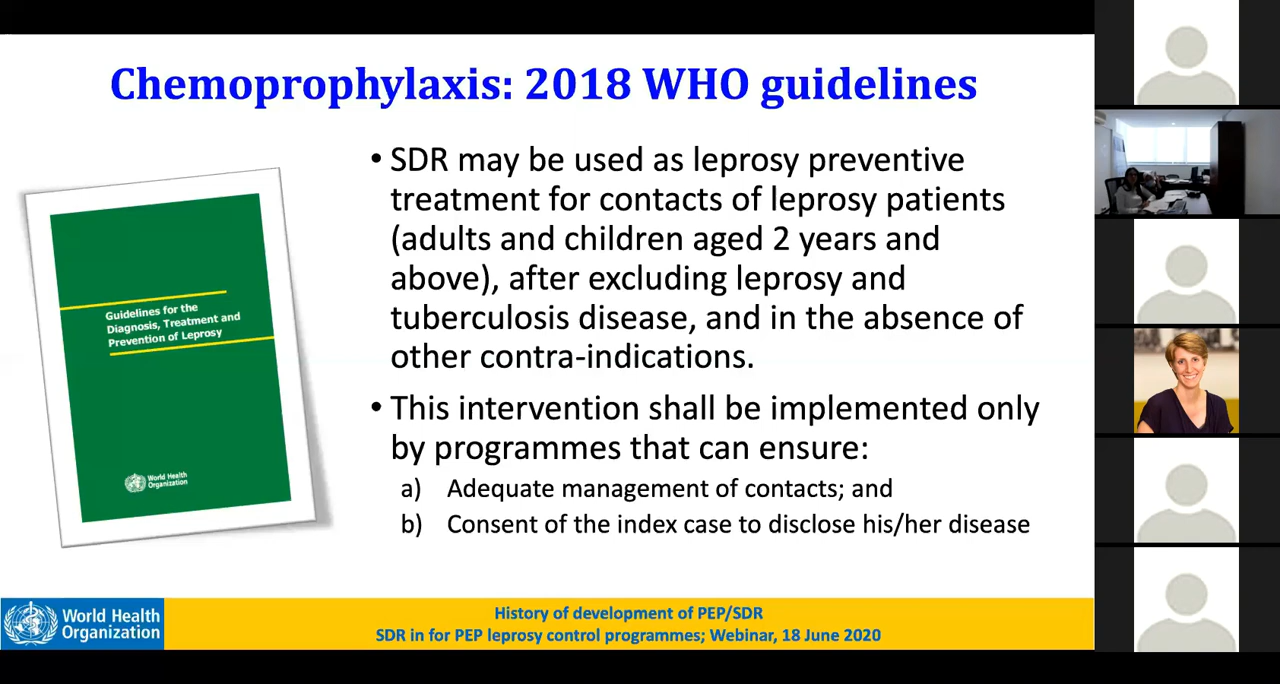 Chemoprophylaxis: 2018 WHO guidelines
• SDR may be used as leprosy preventive
treatment for contacts of leprosy patients
(adults and children aged 2 years and
above), after excluding leprosy and
tuberculosis disease, and in the absence of
other contra-indications.
• This intervention shall be implemented only
by programmes that can ensure:
a) Adequate management of contacts; and
b) Consent of the index case to disclose his/her disease
Guidelines for the
Diagnosis, Treatment and
Prevention of Leprosy
World Health
Organization
World Health
Organization
History of development of PEP/SDR
SDR in for PEP leprosy control programmes; Webinar, 18 June 2020